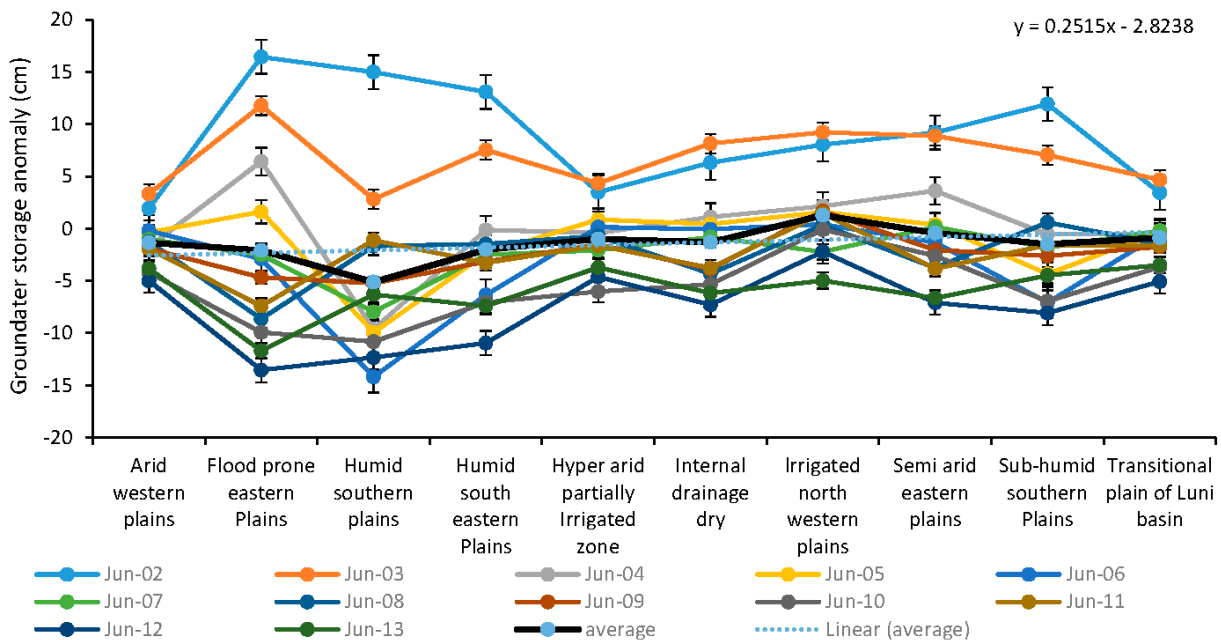 y = 0.2515x - 2.8238
Groundater storage anomaly (cm)
20
15
10
5
0
-5
-10
-15
-20
Arid western plains
Flood prone eastern Plains
Humid southern plains
Humid south eastern Plains
Hyper arid partially Irrigated zone
Internal drainage dry
Irrigated north western plains
Semi arid eastern plains
Sub-humid southern Plains
Transitional plain of Luni basin
Jun-02 Jun-03 Jun-04 Jun-05 Jun-06
Jun-07 Jun-08 Jun-09 Jun-10 Jun-11
Jun-12 Jun-13 average Linear (average)